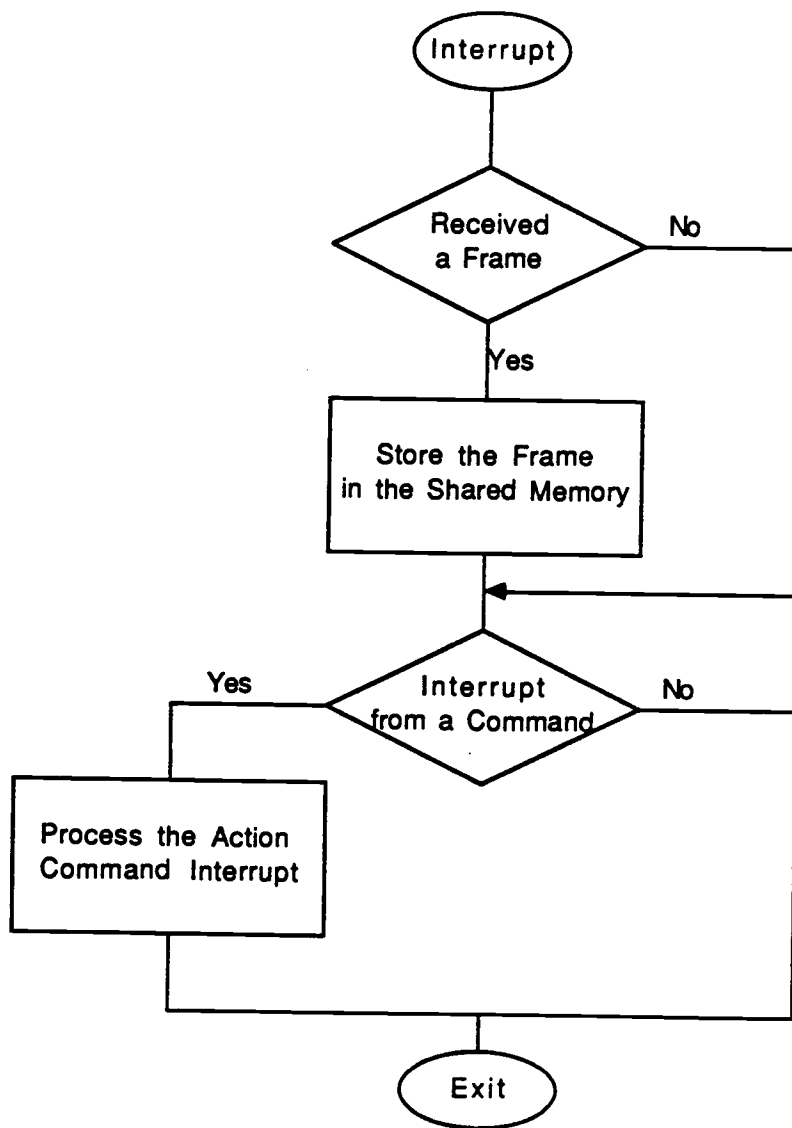 Interrupt
Received
a Frame
No
Yes
Store the Frame
in the Shared Memory
Yes
Interrupt
from a Command
No
Process the Action
Command Interrupt
Exit